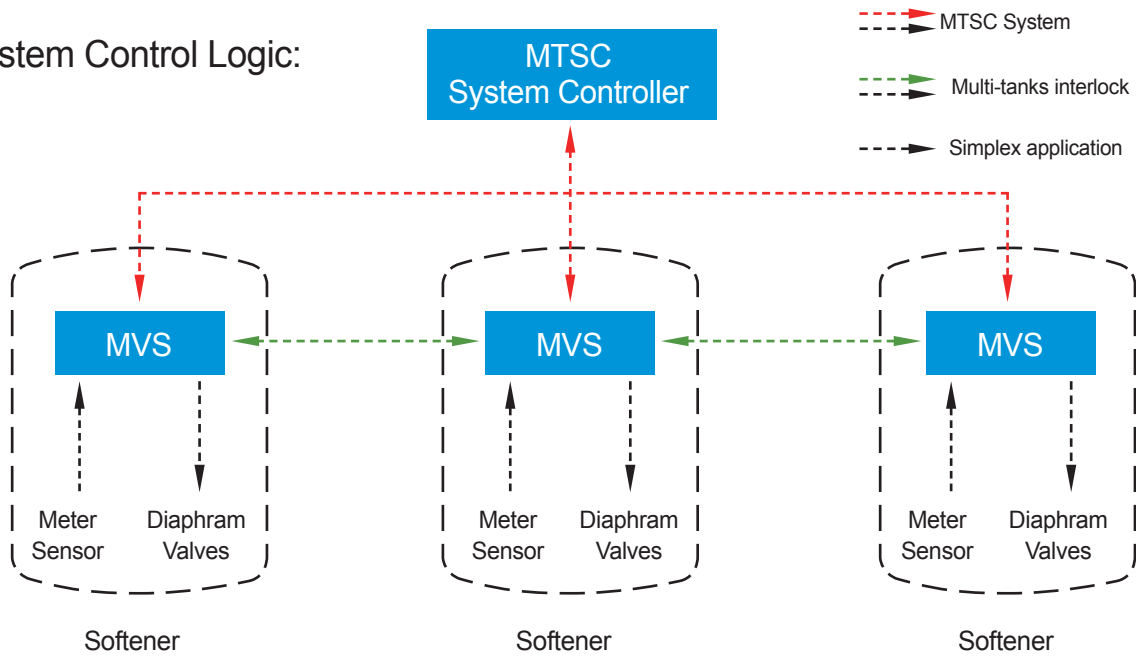 stem Control Logic:
MTSC
System Controller
MTSC System
Multi-tanks interlock
Simplex application
MVS
MVS
MVS
Meter
Sensor
Diaphram
Valves
Meter
Sensor
Diaphram
Valves
Meter
Sensor
Diaphram
Valves
Softener
Softener
Softener